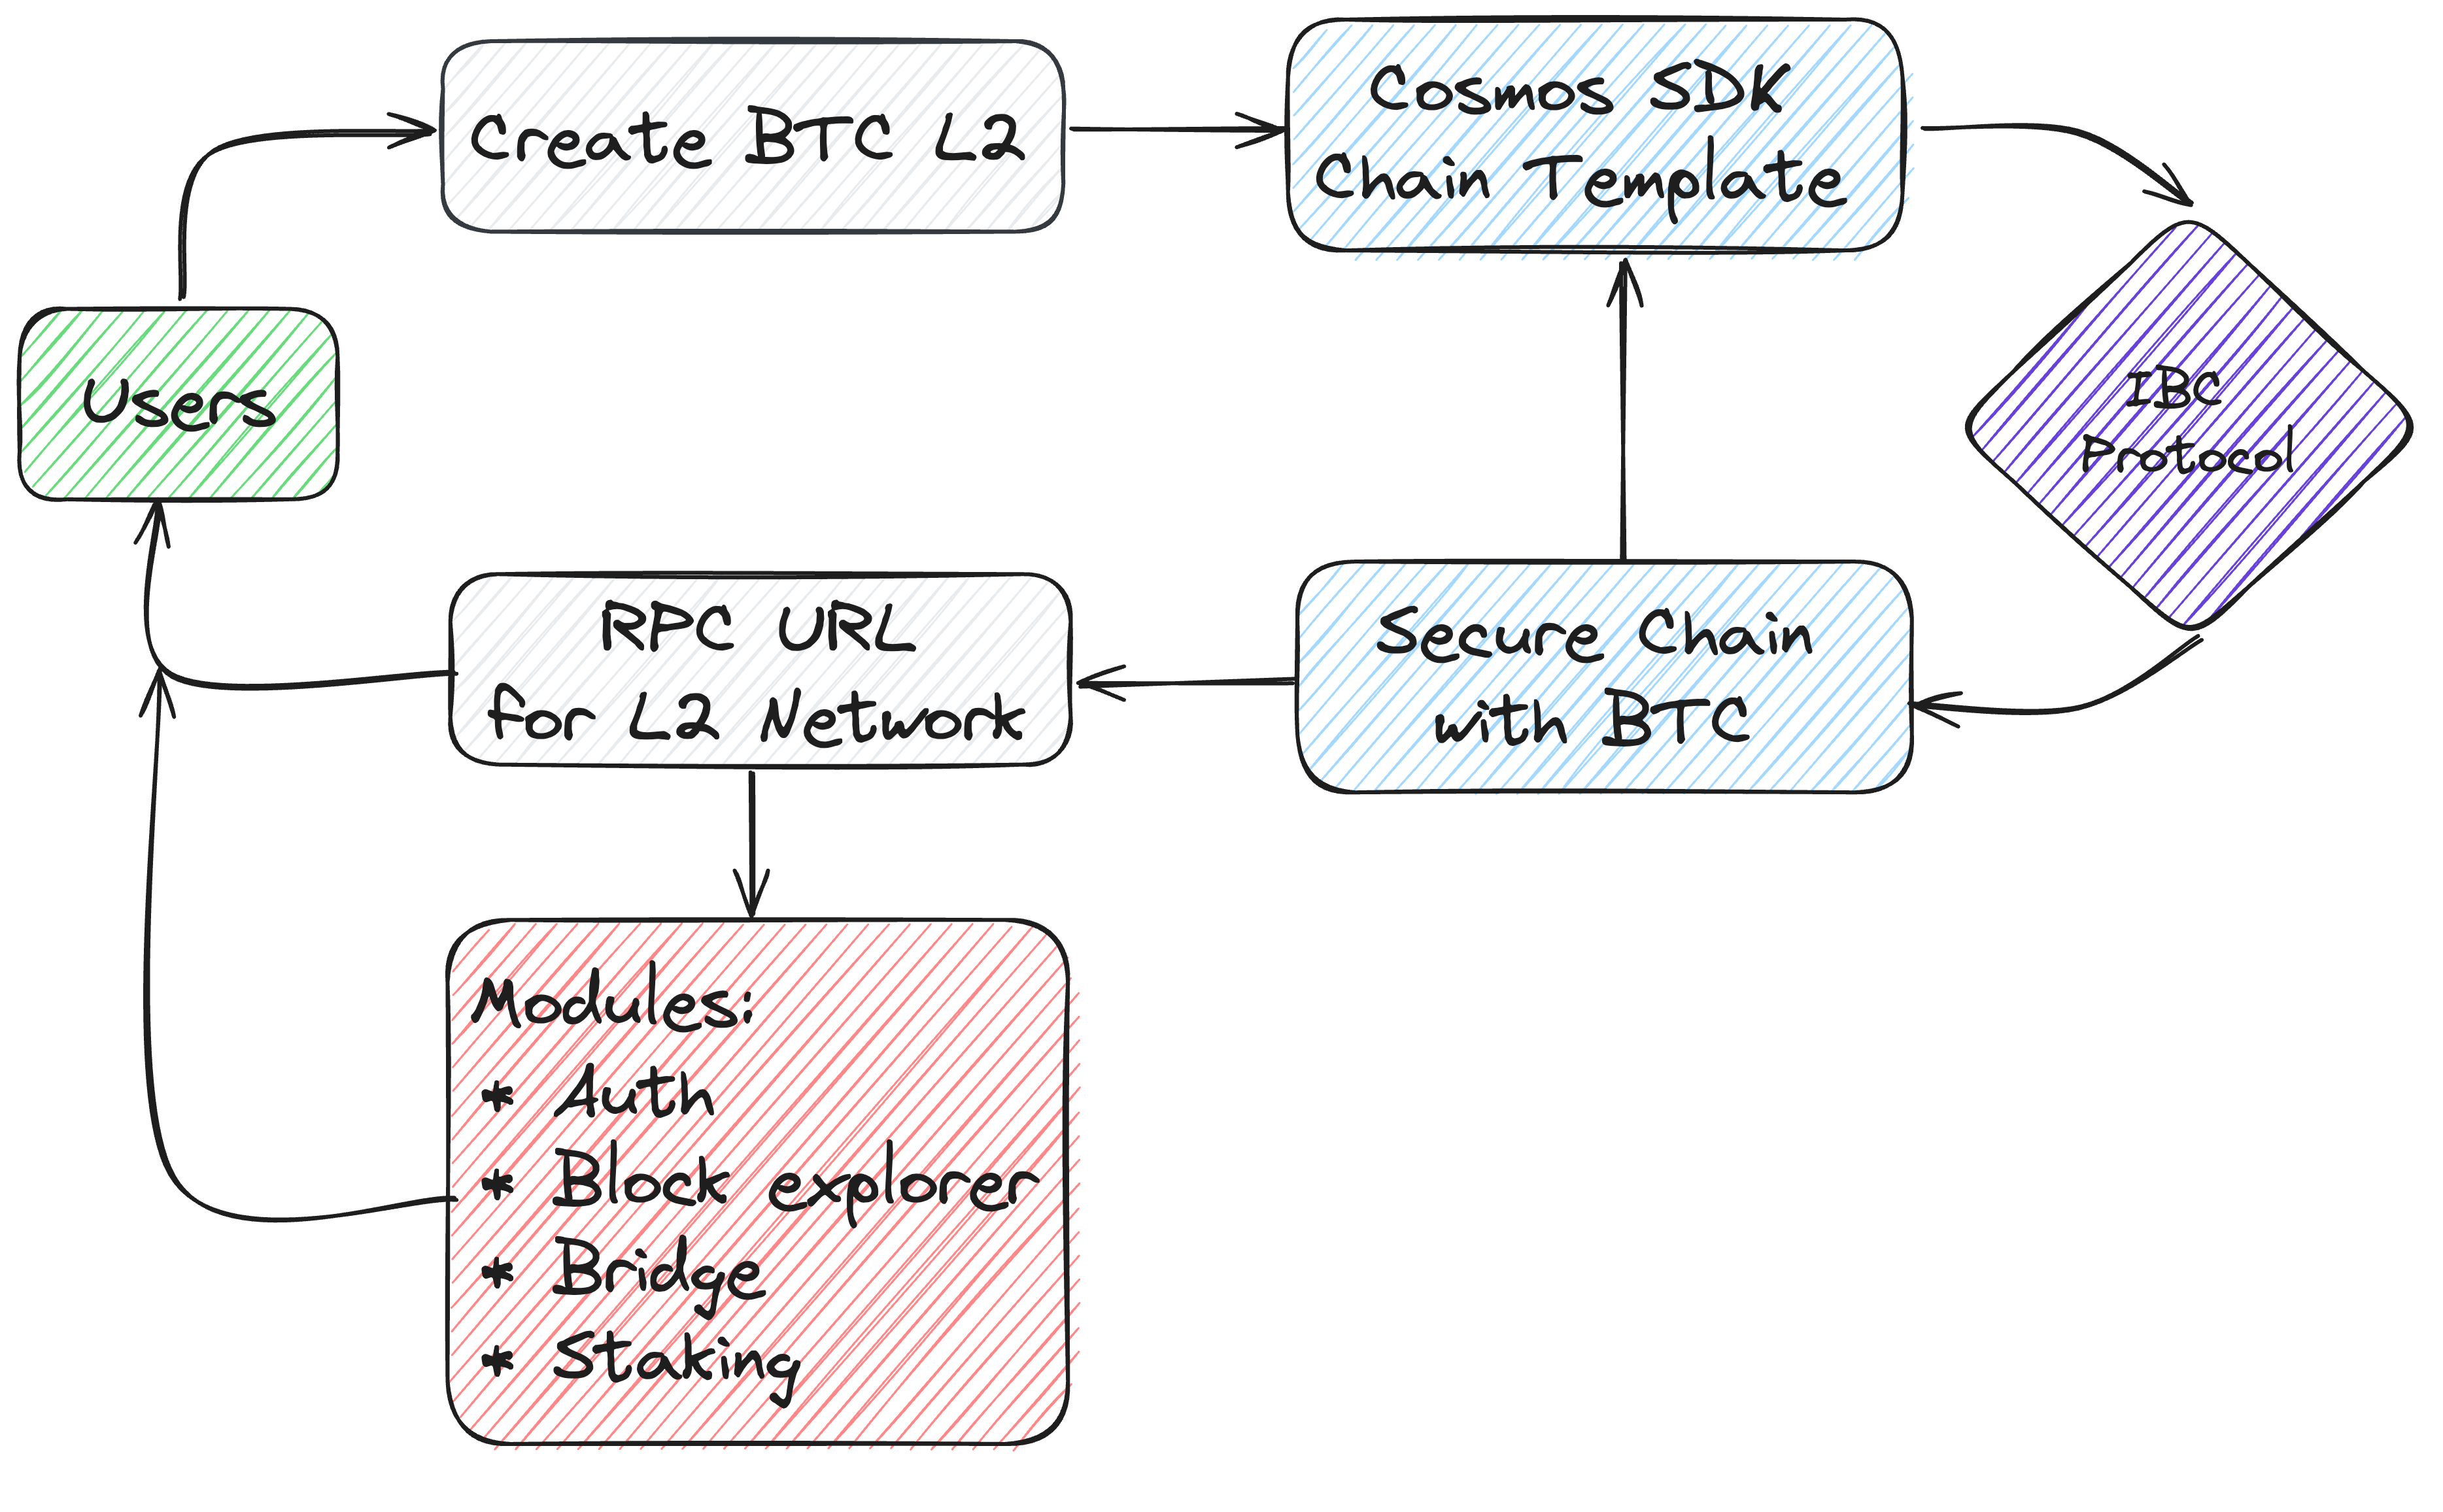 Create BTC L2
Cosmos SDK
Chain Template
Users
IBC
Protocol
RPC URL
for L2 Network
Secure Chain
with BTC
Modules:
* Auth
* Block explorer
* Bridge
* Staking